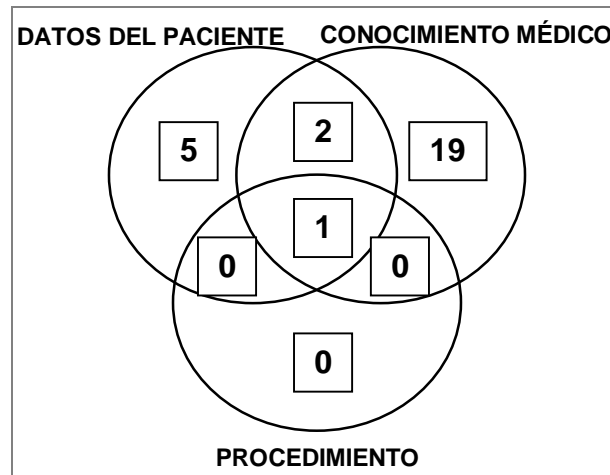 DATOS DEL PACIENTE CONOCIMIENTO MÉDICO
2
5 19
1
0 0
0
PROCEDIMIENTO